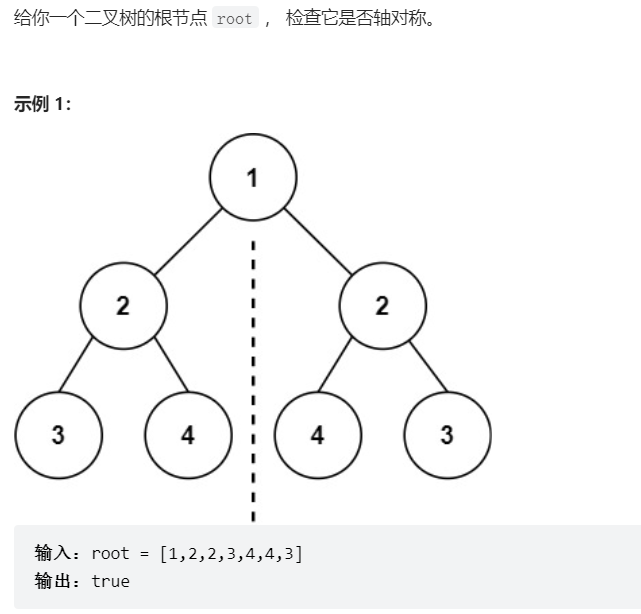 给你一个二叉树的根节点 root ， 检查它是否轴对称。
示例 1：
1
2 2
3 4 4 3
输入：root = [1,2,2,3,4,4,3]
输出：true